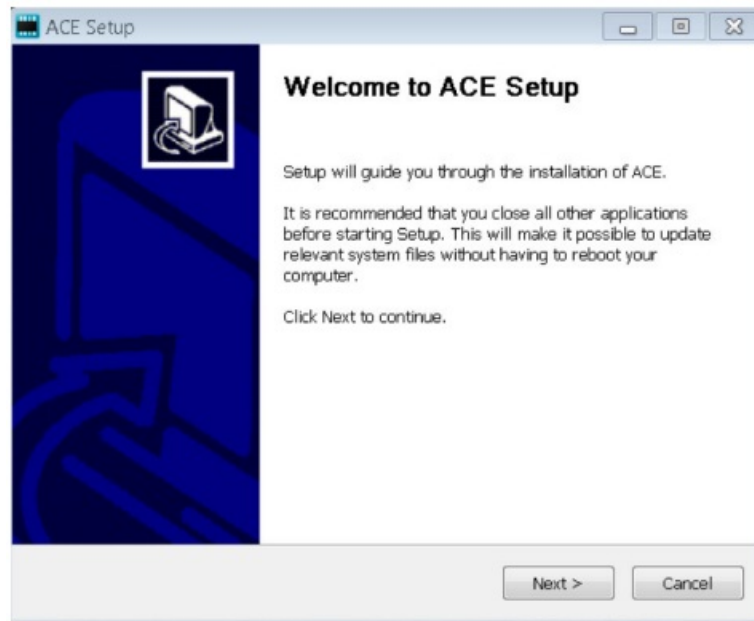 ACE Setup
Welcome to ACE Setup
Setup will guide you through the installation of ACE.
It is recommended that you close all other applications
before starting Setup. This will make it possible to update
relevant system files without having to reboot your
computer.
Click Next to continue.
Next >
Cancel